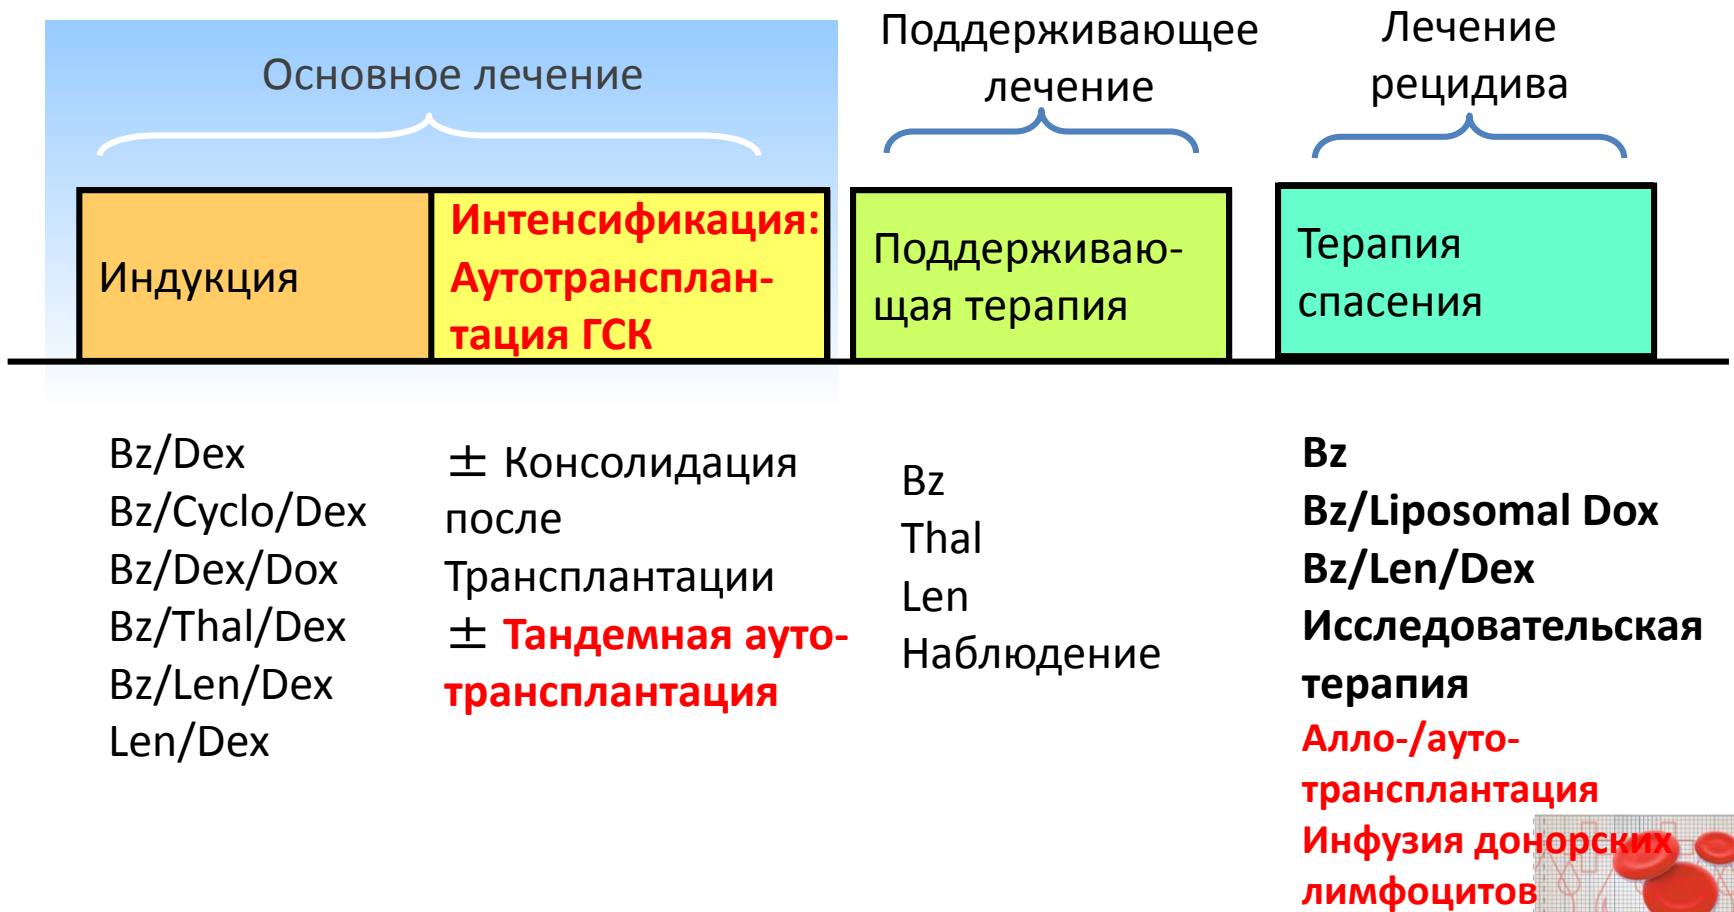 Основное лечение
Поддерживающее
лечение
Лечение
рецидива
Индукция
Интенсификация:
Аутотрансплан-
тация ГСК
Поддерживаю-
щая терапия
Терапия
спасения
Bz/Dex
Bz/Cyclo/Dex
Bz/Dex/Dox
Bz/Thal/Dex
Bz/Len/Dex
Len/Dex
± Консолидация
после
Трансплантации
± Тандемная ауто-
трансплантация
Bz
Thal
Len
Наблюдение
Bz
Bz/Liposomal Dox
Bz/Len/Dex
Исследовательская
терапия
Алло-/ауто-
трансплантация
Инфузия донорских
лимфоцитов